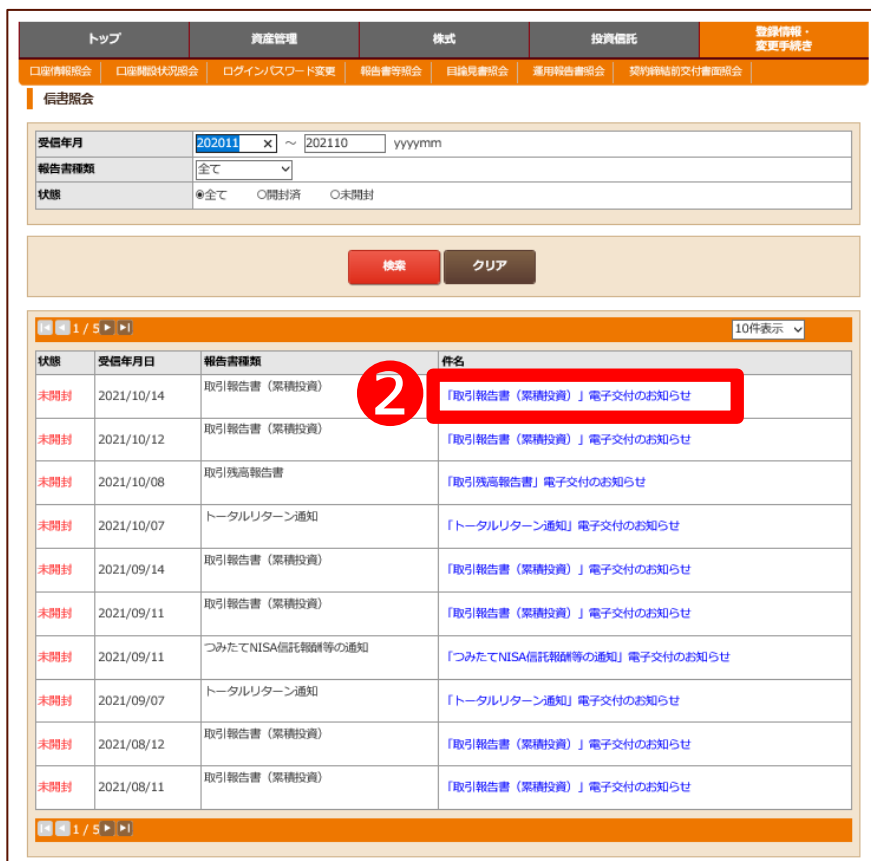 トップ 資産管理 株式 投資信託 登録情報・
変更手続き
口座情報照会 口座開設状況照会 ログインパスワード変更 報告書等照会 目論見書照会 運用報告書照会 契約締結前交付書面照会
信書照会
受信年月 202011 × ～ 202110 yyyymm
報告書種類 全て
状態 全て 開封済 未開封
検索 クリア
1 / 5 10件表示
状態 受信年月日 報告書種類 件名
未開封 2021/10/14 取引報告書（累積投資） 2 「取引報告書（累積投資）」電子交付のお知らせ
未開封 2021/10/12 取引報告書（累積投資） 「取引報告書（累積投資）」電子交付のお知らせ
未開封 2021/10/08 取引残高報告書 「取引残高報告書」電子交付のお知らせ
未開封 2021/10/07 トータルリターン通知 「トータルリターン通知」電子交付のお知らせ
未開封 2021/09/14 取引報告書（累積投資） 「取引報告書（累積投資）」電子交付のお知らせ
未開封 2021/09/11 取引報告書（累積投資） 「取引報告書（累積投資）」電子交付のお知らせ
未開封 2021/09/11 つみたてNISA信託報酬等の通知 「つみたてNISA信託報酬等の通知」電子交付のお知らせ
未開封 2021/09/07 トータルリターン通知 「トータルリターン通知」電子交付のお知らせ
未開封 2021/08/12 取引報告書（累積投資） 「取引報告書（累積投資）」電子交付のお知らせ
未開封 2021/08/11 取引報告書（累積投資） 「取引報告書（累積投資）」電子交付のお知らせ
1 / 5